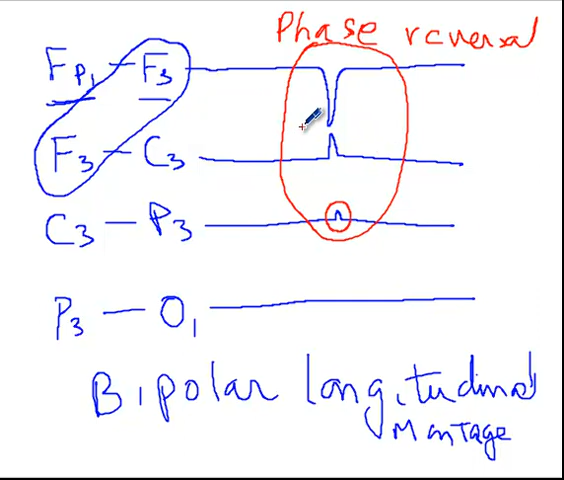 Phase reversal
FP1 - F3
F3 - C3
C3 - P3
P3 - O1
Bipolar longitudinal
Montage